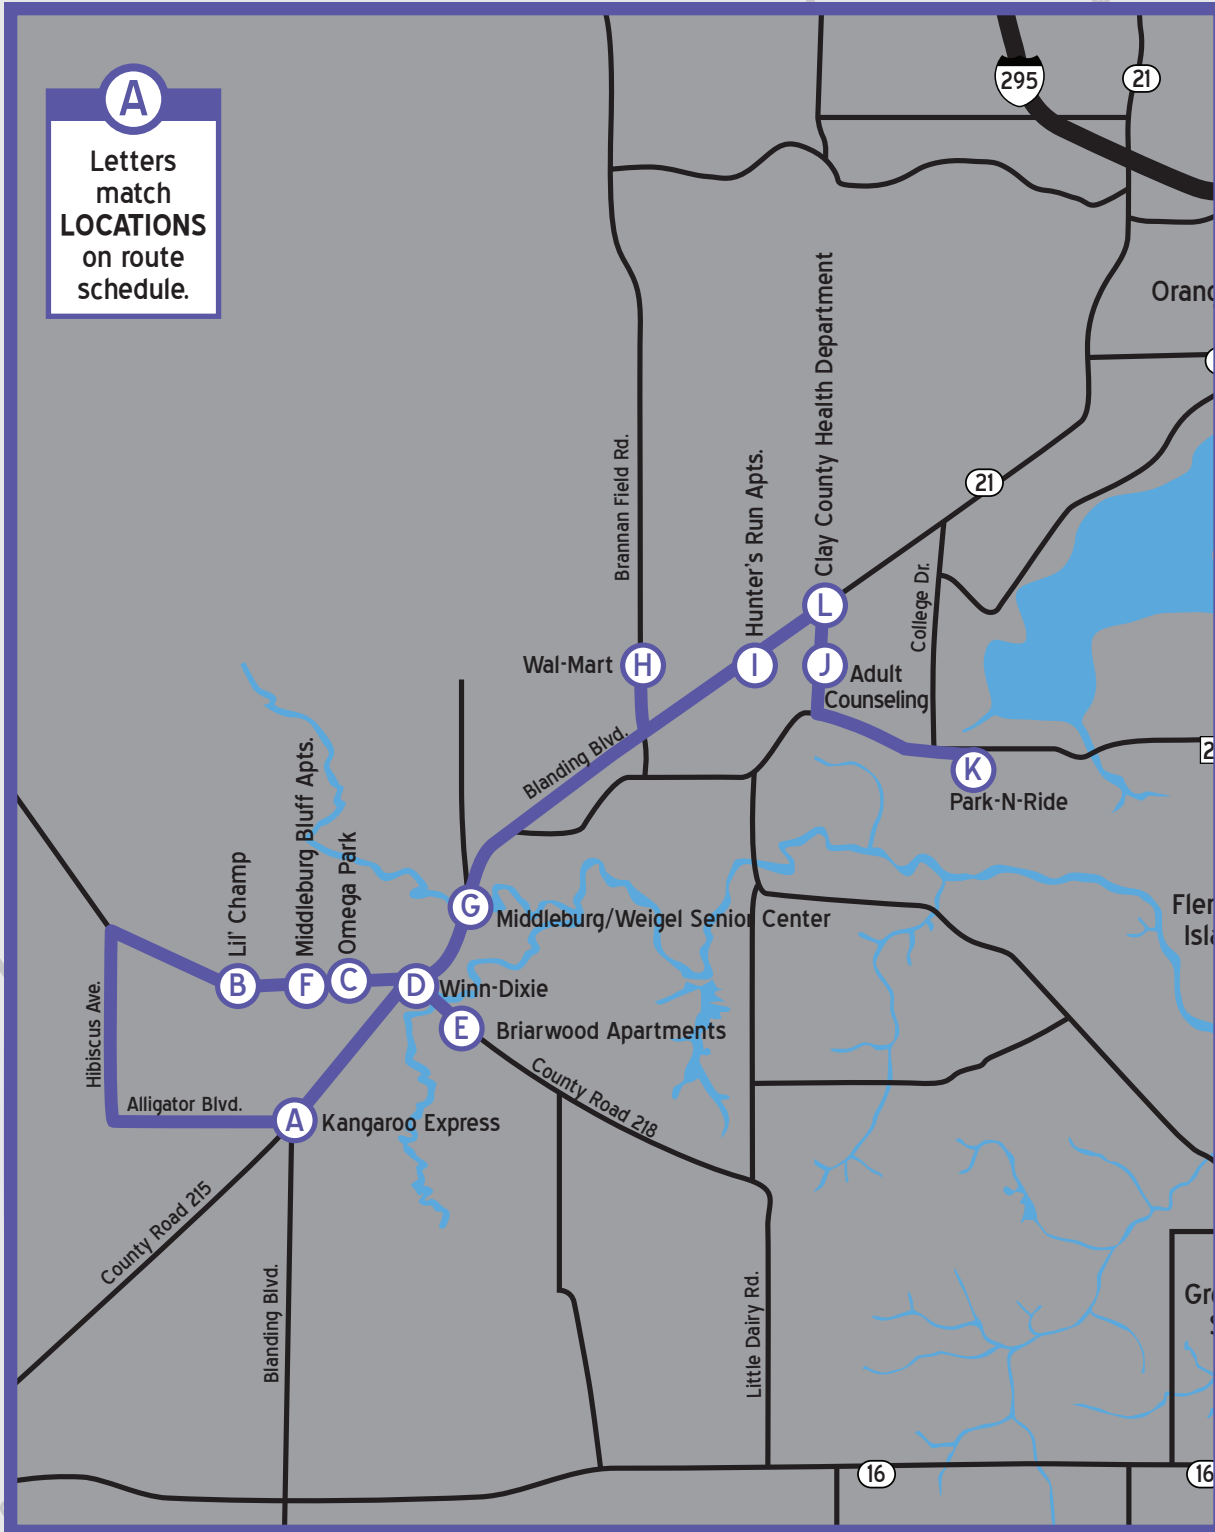 A
Letters
match
LOCATIONS
on route
schedule.
295
21
Clay County Health Department
Brannan Field Rd.
Hunter's Run Apts.
21
College Dr.
L
Wal-Mart
H
I
J
Adult
Counseling
Blanding Blvd.
K
Park-N-Ride
Middleburg Bluff Apts.
Omega Park
Lil' Champ
G
Middleburg/Weigel Senior Center
B
F
C
D
Winn-Dixie
E
Briarwood Apartments
Hibiscus Ave.
County Road 218
Alligator Blvd.
A
Kangaroo Express
County Road 215
Blanding Blvd.
Little Dairy Rd.
16
16